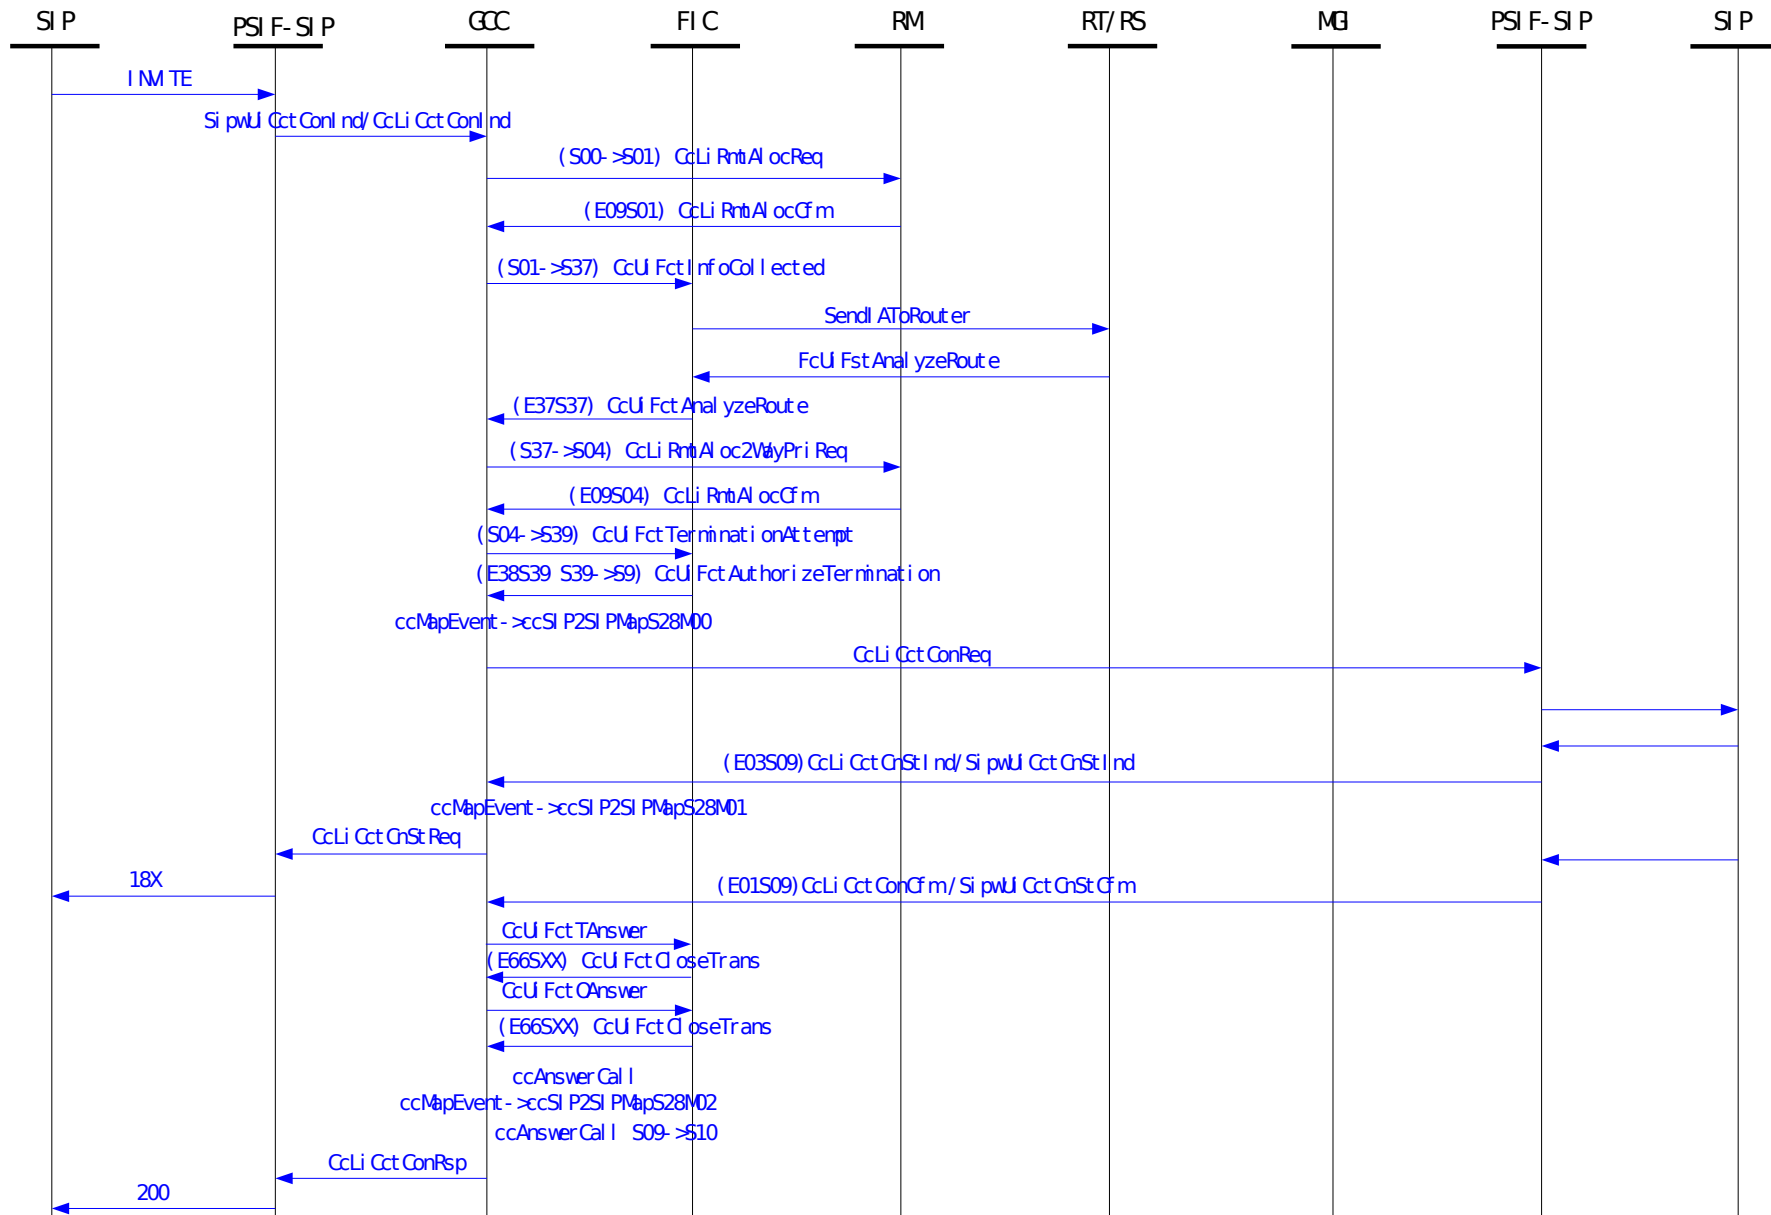 SIP PSIF-SIP GCC FIC RM RT/RS MGI PSIF-SIP SIP
INVITE
SipwUiCctConInd/CcLiCctConInd
(S00->S01) CcLiRmtAlocReq
(E09S01) CcLiRmtAlocCfm
(S01->S37) CcUiFctInfoCollected
SendIAToRouter
FcUiFstAnalyzeRoute
(E37S37) CcUiFctAnalyzeRoute
(S37->S04) CcLiRmtAloc2WayPriReq
(E09S04) CcLiRmtAlocCfm
(S04->S39) CcUiFctTerminationAttempt
(E38S39 S39->S9) CcUiFctAuthorizeTermination
ccMapEvent->ccSIP2SIPMapS28M00
CcLiCctConReq
(E03S09)CcLiCctCnStInd/SipwUiCctCnStInd
ccMapEvent->ccSIP2SIPMapS28M01
CcLiCctCnStReq
18X
(E01S09)CcLiCctConCfm/SipwUiCctCnStCfm
CcUiFctTAnswer
(E66SXX) CcUiFctCloseTrans
CcUiFctOAnswer
(E66SXX) CcUiFctCloseTrans
ccAnswerCall
ccMapEvent->ccSIP2SIPMapS28M02
ccAnswerCall S09->S10
CcLiCctConRsp
200